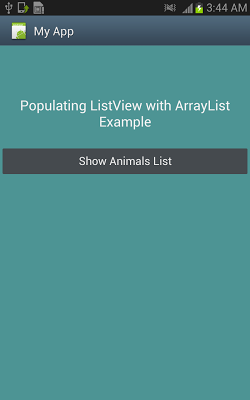 3:44 AM
My App
Populating ListView with ArrayList
Example
Show Animals List